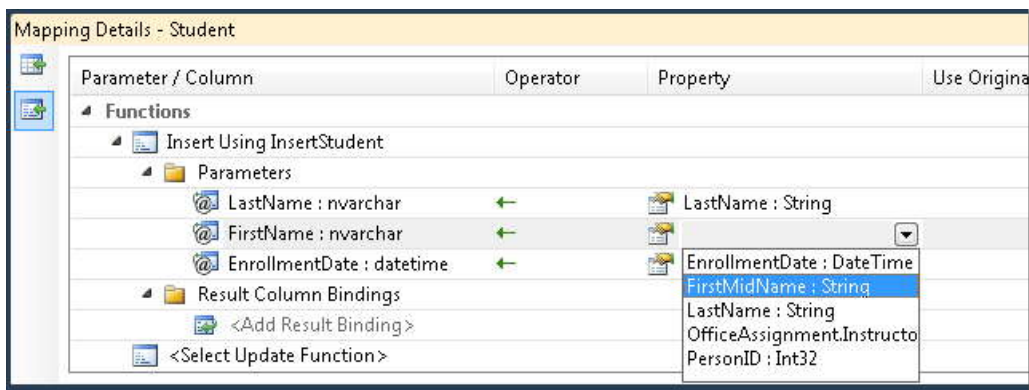 Mapping Details - Student
Parameter / Column Operator Property Use Origina
Functions
Insert Using InsertStudent
Parameters
LastName : nvarchar ← LastName : String
FirstName : nvarchar ←
EnrollmentDate : datetime ←
EnrollmentDate : DateTime
FirstMidName : String
LastName : String
OfficeAssignment.Instructo
PersonID : Int32
Result Column Bindings
<Add Result Binding>
<Select Update Function>